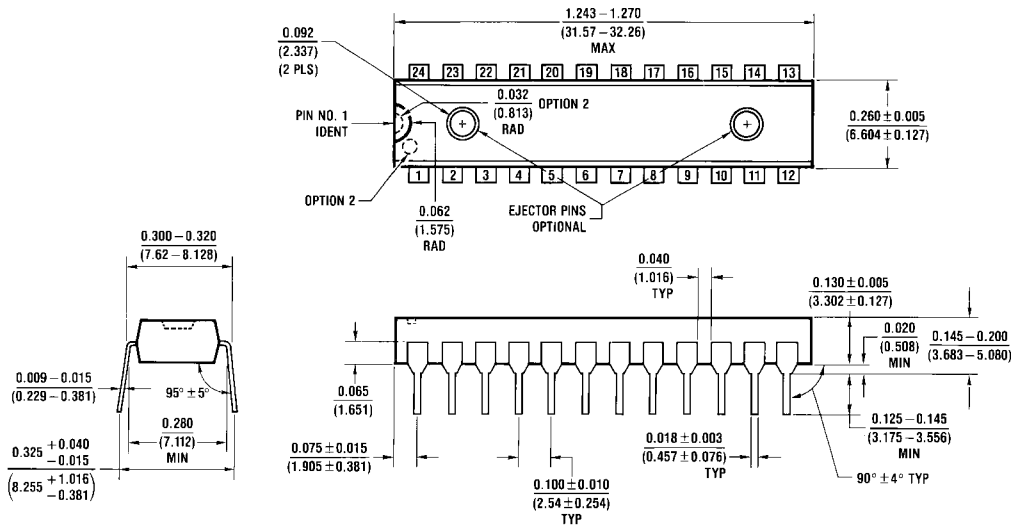 1.243 – 1.270
(31.57 – 32.26)
MAX
0.092
(2.337)
(2 PLS)
24 23 22 21 20 19 18 17 16 15 14 13
0.032
(0.813)
RAD
OPTION 2
PIN NO. 1
IDENT
0.260 ± 0.005
(6.604 ± 0.127)
1 2 3 4 5 6 7 8 9 10 11 12
OPTION 2
0.062
(1.575)
RAD
EJECTOR PINS
OPTIONAL
0.300 – 0.320
(7.62 – 8.128)
0.009 – 0.015
(0.229 – 0.381)
95° ± 5°
0.280
(7.112)
MIN
0.325 +0.040
-0.015
(8.255 +1.016
-0.381)
0.040
(1.016)
TYP
0.130 ± 0.005
(3.302 ± 0.127)
0.020
(0.508)
MIN
0.145 – 0.200
(3.683 – 5.080)
0.065
(1.651)
0.075 ± 0.015
(1.905 ± 0.381)
0.100 ± 0.010
(2.54 ± 0.254)
TYP
0.018 ± 0.003
(0.457 ± 0.076)
TYP
0.125 – 0.145
(3.175 – 3.556)
MIN
90° ± 4° TYP